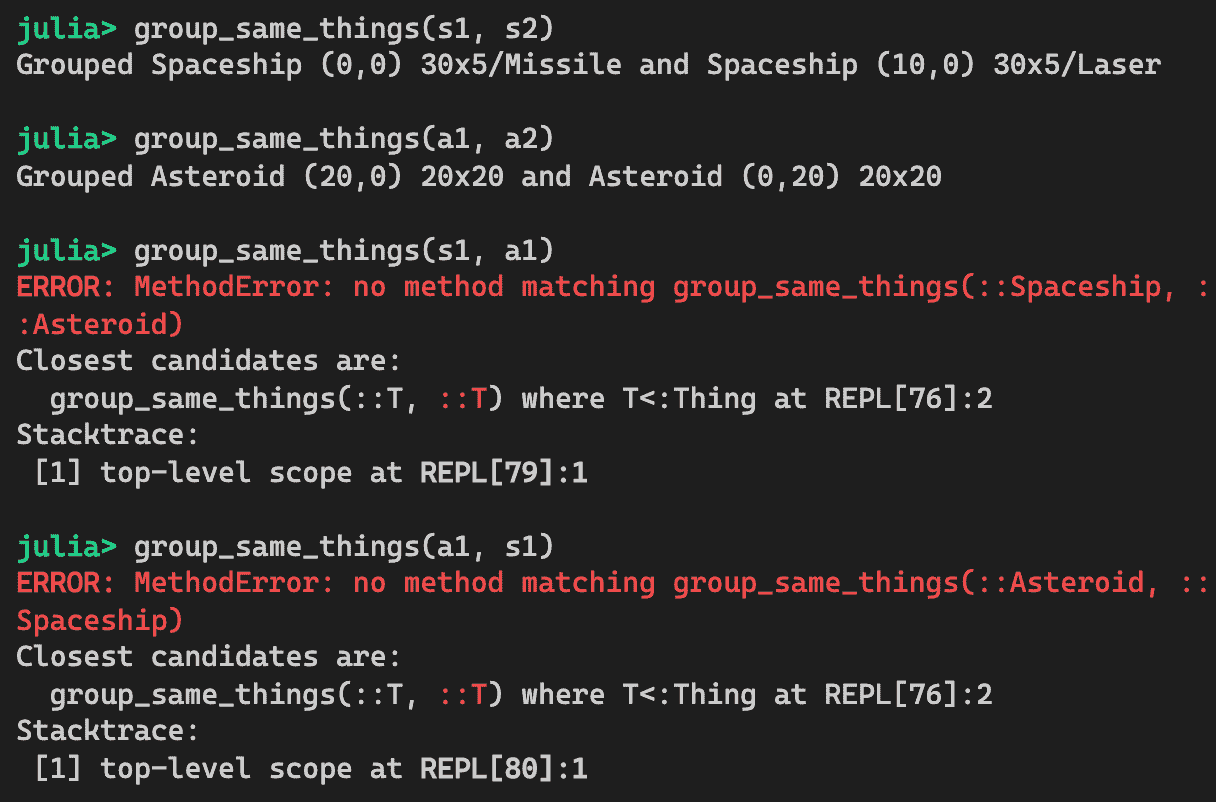 julia> group_same_things(s1, s2)
Grouped Spaceship (0,0) 30x5/Missile and Spaceship (10,0) 30x5/Laser
julia> group_same_things(a1, a2)
Grouped Asteroid (20,0) 20x20 and Asteroid (0,20) 20x20
julia> group_same_things(s1, a1)
ERROR: MethodError: no method matching group_same_things(::Spaceship, :
:Asteroid)
Closest candidates are:
  group_same_things(::T, ::T) where T<:Thing at REPL[76]:2
Stacktrace:
 [1] top-level scope at REPL[79]:1
julia> group_same_things(a1, s1)
ERROR: MethodError: no method matching group_same_things(::Asteroid, ::
Spaceship)
Closest candidates are:
  group_same_things(::T, ::T) where T<:Thing at REPL[76]:2
Stacktrace:
 [1] top-level scope at REPL[80]:1